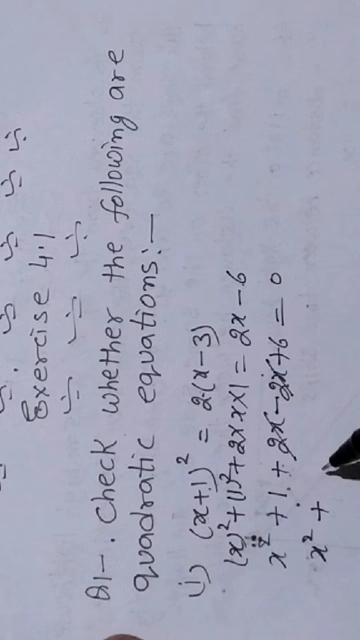 Exercise 4.1
Q1-. Check whether the following are
quadratic equations:-
i) (x+1)² = 2.(x-3)
(x)²+(1)²+2×x×1 = 2x-6
x² + 1 + 2x - 2x + 6 = 0
x² +